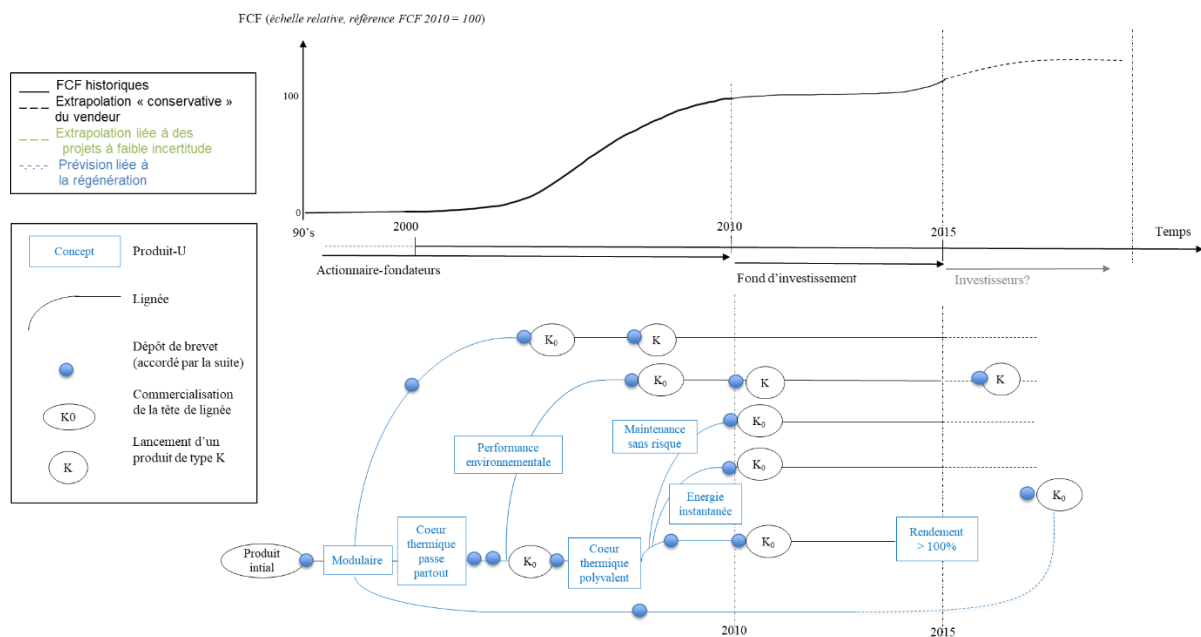 FCF (échelle relative, référence FCF 2010 = 100)
FCF historiques
Extrapolation « conservative »
du vendeur
Extrapolation liée à des
projets à faible incertitude
Prévision liée à
la régénération
100
0
90’s
2000
2010
2015
Temps
Actionnaire-fondateurs
Fond d’investissement
Investisseurs?
Concept
Produit-U
Lignée
Dépôt de brevet
(accordé par la suite)
K0
Commercialisation
de la tête de lignée
K
Lancement d’un
produit de type K
K0
K
K0
K
K
Performance
environnementale
Maintenance
sans risque
K0
K0
Energie
instantanée
K0
Produit
intial
Modulaire
Coeur
thermique
passe
partout
K0
Coeur
thermique
polyvalent
K0
Rendement
> 100%
2010
2015